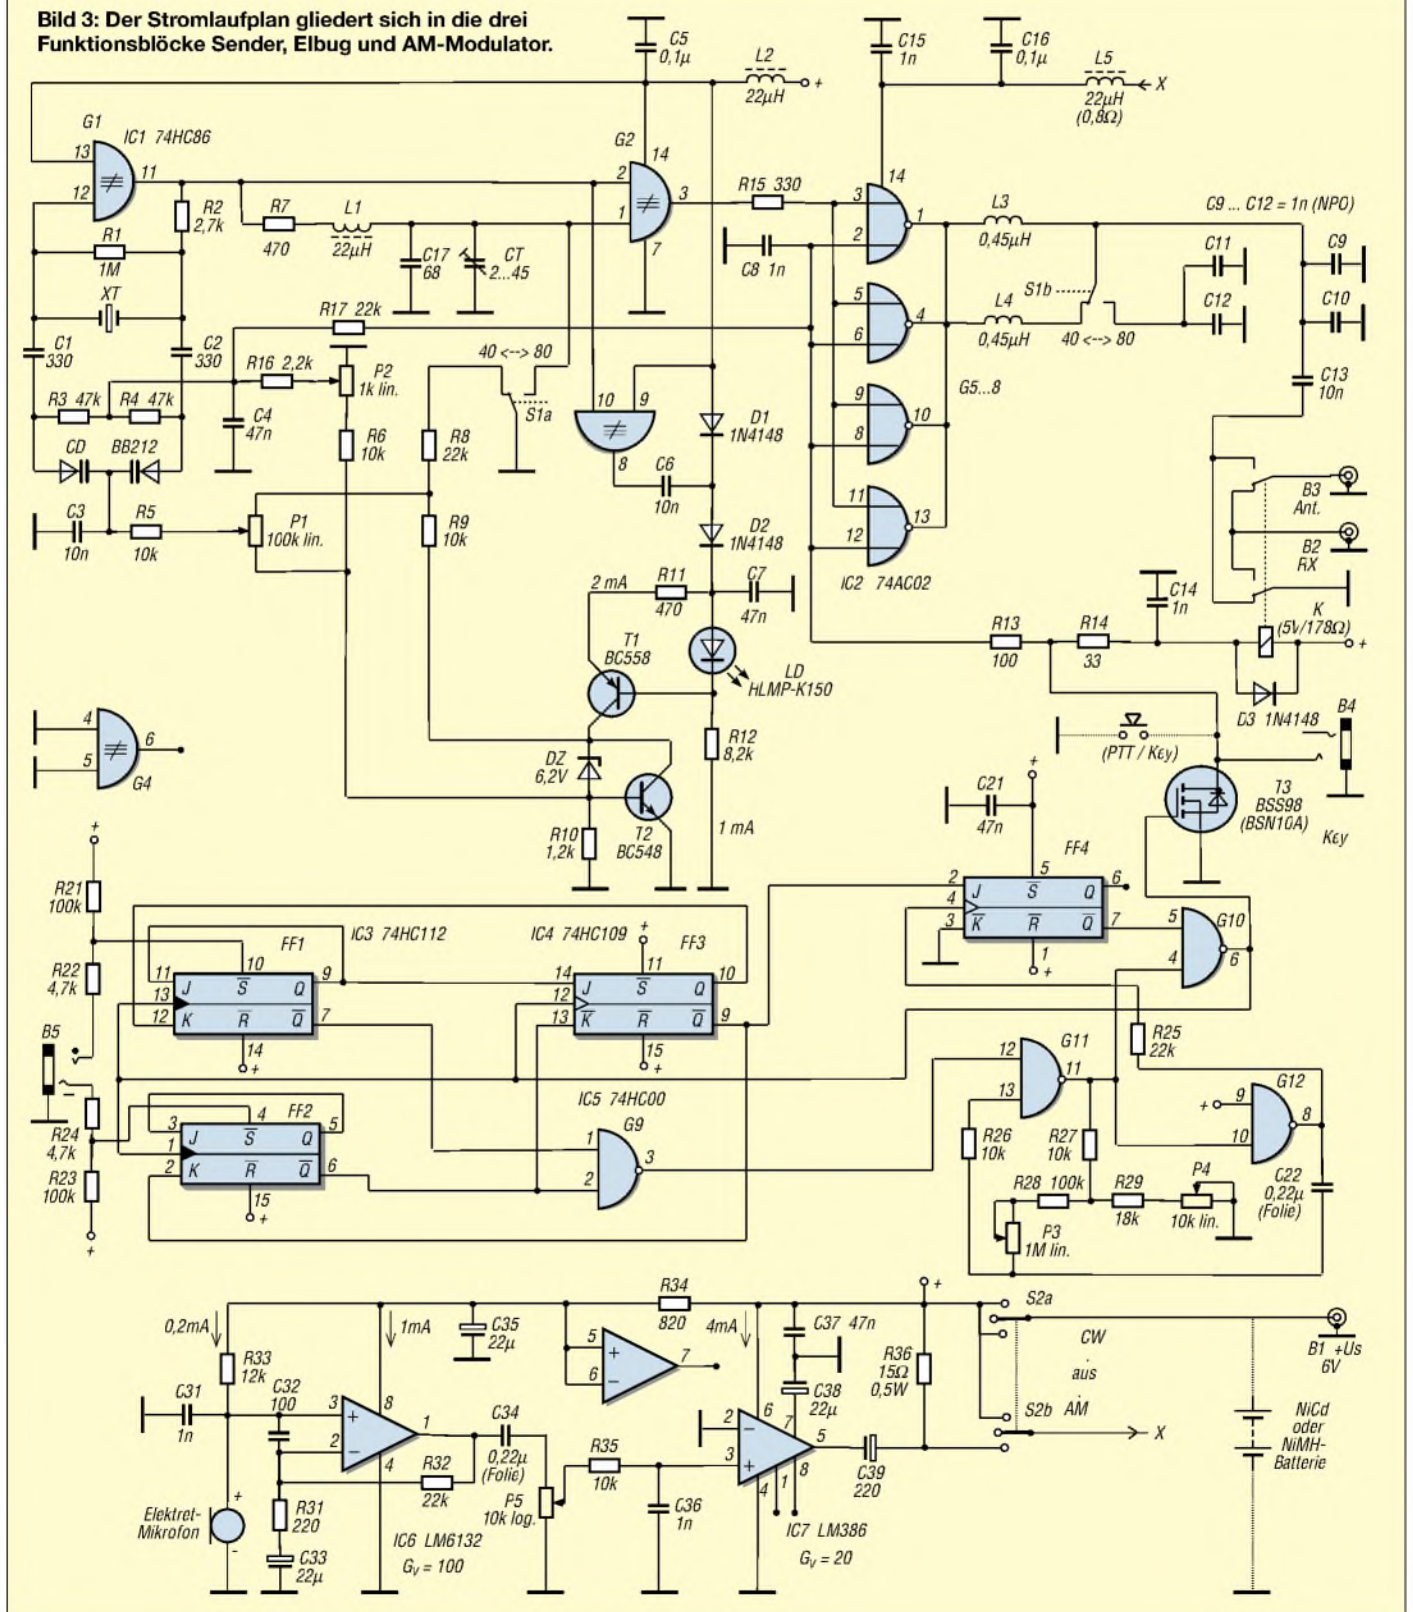 Bild 3: Der Stromlaufplan gliedert sich in die drei
Funktionsblöcke Sender, Elbug und AM-Modulator.
C5
0,1µ
L2
22µH
+
C15
1n
C16
0,1µ
L5
22µH
(0,8Ω)
X
G1
IC1 74HC86
13
12
11
≠
R2
2,7k
R1
1M
XT
C1
330
C2
330
R7
470
L1
22µH
C17
68
CT
2...45
G2
14
2
1
3
7
≠
R15 330
C8 1n
14
3
2
1
5
6
4
9
8
10
11
12
13
G5...8
IC2 74AC02
L3
0,45µH
L4
0,45µH
S1b
40 <--> 80
C9 ... C12 = 1n (NPO)
C11
C12
C9
C10
C13
10n
B3
Ant.
B2
RX
K
(5V/178Ω)
+
R17 22k
R16 2,2k
P2
1k lin.
R3 47k
R4 47k
C4
47n
R6
10k
CD
BB212
C3
10n
R5
10k
P1
100k lin.
40 <--> 80
S1a
R8
22k
R9
10k
10
9
≠
8
C6
10n
D1
1N4148
D2
1N4148
2 mA
R11
470
C7
47n
T1
BC558
LD
HLMP-K150
R12
8,2k
1 mA
DZ
6,2V
T2
BC548
R10
1,2k
4
5
6
≠
G4
R13
100
R14
33
C14
1n
D3 1N4148
B4
(PTT / Key)
T3
BSS98
(BSN10A)
Key
+
C21
47n
FF4
2
4
3
5
6
7
1
J S Q
K R Q
+
5
4
6
G10
+
R21
100k
R22
4,7k
B5
R24
4,7k
R23
100k
+
IC3 74HC112
FF1
11
13
12
10
9
7
14
J S Q
K R Q
+
FF2
3
1
2
4
5
6
15
J S Q
K R Q
+
IC4 74HC109
FF3
+
14
12
13
11
10
9
15
J S Q
K R Q
+
IC5 74HC00
G9
1
2
3
12
13
11
G11
R25
22k
G12
+
9
10
8
R26
10k
R27
10k
R28 100k
R29
18k
P3
1M lin.
P4
10k lin.
C22
0,22µ
(Folie)
0,2mA
R33
12k
C31
1n
C32
100
1mA
C35
22µ
3
2
8
1
4
+
−
R31
220
R32
22k
C33
22µ
Elektret-
Mikrofon
+
-
IC6 LM6132
Gv = 100
C34
0,22µ
(Folie)
P5
10k log.
5
6
7
+
−
R34
820
4mA
C37 47n
C38
22µ
R35
10k
C36
1n
2
3
6
7
5
4
1
8
−
+
IC7 LM386
Gv = 20
C39
220
R36
15Ω
0,5W
+
S2a
CW
.
aus
.
AM
S2b
X
B1 +Us
6V
NiCd
oder
NiMH-
Batterie